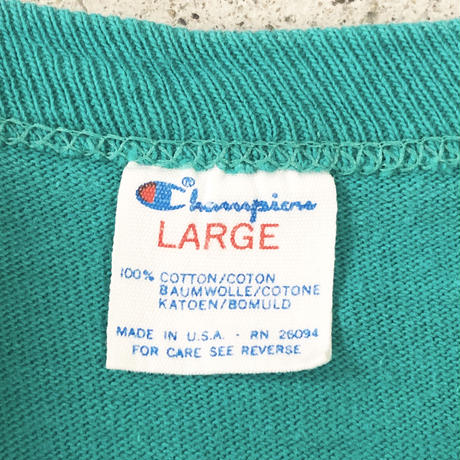 Champion®
LARGE
100% COTTON/COTON
BAUMWOLLE/COTONE
KATOEN/BOMULD
MADE IN U.S.A. - RN 26094
FOR CARE SEE REVERSE